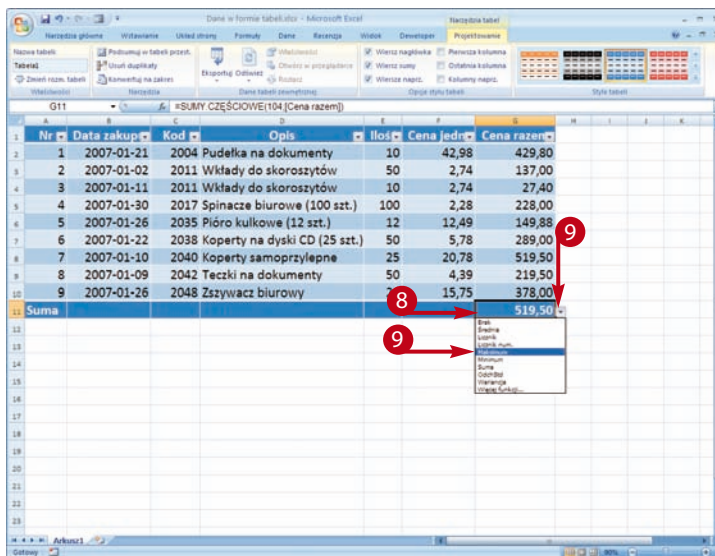 Dane w formie tabeli.xlsx - Microsoft Excel
Narzędzia tabel
Narzędzia główne Wstawianie Układ strony Formuły Dane Recenzja Widok Deweloper Projektowanie
Nazwa tabeli:
Tabela1
Zmień rozm. tabeli
Właściwości
Podsumuj w tabeli przest.
Usuń duplikaty
Konwertuj na zakres
Narzędzia
Eksportuj Odśwież
Właściwości
Otwórz w przeglądarce
Rozłącz
Dane tabeli zewnętrznej
Wiersz nagłówka
Wiersz sumy
Wiersze naprz.
Pierwsza kolumna
Ostatnia kolumna
Kolumny naprz.
Opcje stylu tabeli
Style tabeli
G11 fx =SUMY.CZĘŚCIOWE(104;[Cena razem])
A B C D E F G H I J K
1 Nr Data zakup Kod Opis Iloś Cena jedn Cena razem
2 1 2007-01-21 2004 Pudełka na dokumenty 10 42,98 429,80
3 2 2007-01-02 2011 Wkłady do skoroszytów 50 2,74 137,00
4 3 2007-01-11 2011 Wkłady do skoroszytów 10 2,74 27,40
5 4 2007-01-30 2017 Spinacze biurowe (100 szt.) 100 2,28 228,00
6 5 2007-01-26 2035 Pióro kulkowe (12 szt.) 12 12,49 149,88
7 6 2007-01-22 2038 Koperty na dyski CD (25 szt.) 50 5,78 289,00
8 7 2007-01-10 2040 Koperty samoprzylepne 25 20,78 519,50
9 8 2007-01-09 2042 Teczki na dokumenty 50 4,39 219,50
10 9 2007-01-26 2048 Zszywacz biurowy 15,75 378,00
11 Suma 519,50
9
8
9
Brak
Średnia
Licznik
Licznik num.
Maksimum
Minimum
Suma
OdchStd
Wariancja
Więcej funkcji...
12
13
14
15
16
17
18
19
20
21
22
23
Arkusz1
Gotowy 90%